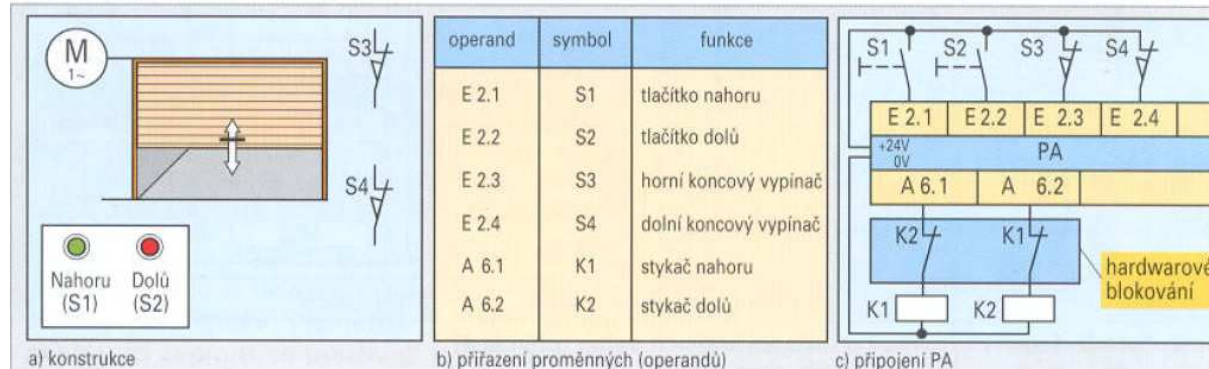 M
1~
S3
S4
Nahoru
(S1)
Dolů
(S2)
a) konstrukce
operand symbol funkce
E 2.1 S1 tlačítko nahoru
E 2.2 S2 tlačítko dolů
E 2.3 S3 horní koncový vypínač
E 2.4 S4 dolní koncový vypínač
A 6.1 K1 stykač nahoru
A 6.2 K2 stykač dolů
b) přiřazení proměnných (operandů)
S1 S2 S3 S4
E 2.1 E 2.2 E 2.3 E 2.4
+24V
0V
PA
A 6.1 A 6.2
K2 K1
hardwarové
blokování
K1 K2
c) připojení PA